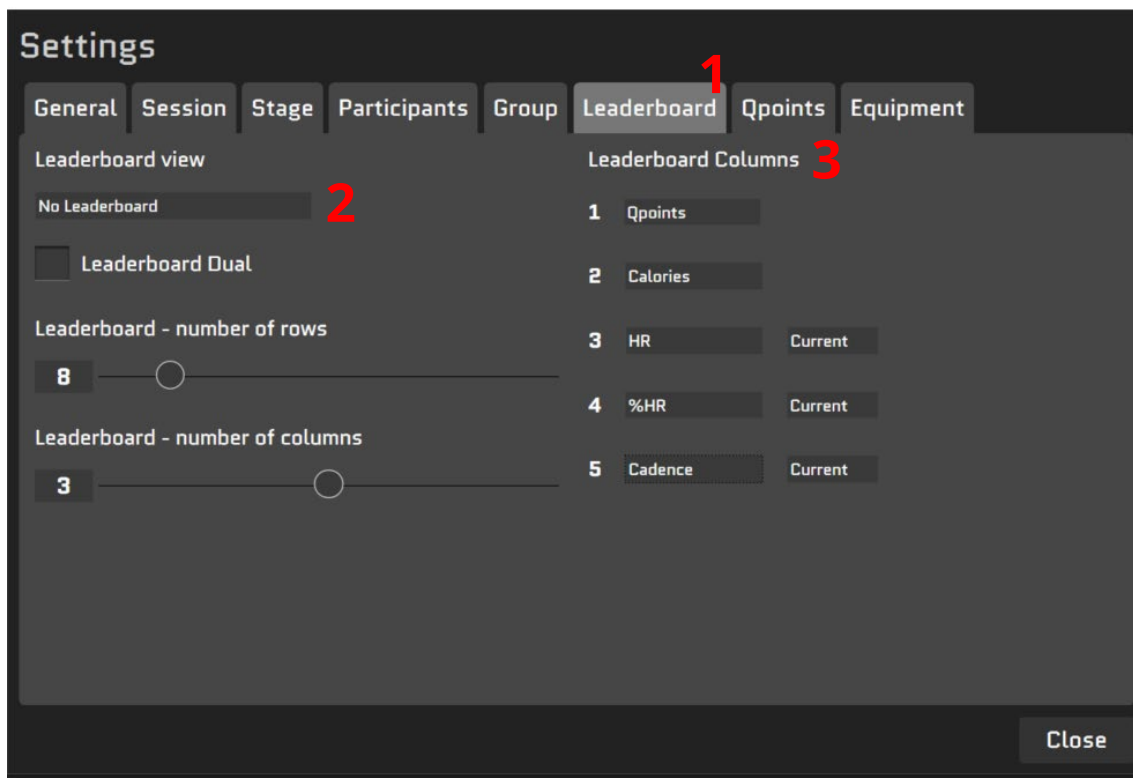 Settings
General Session Stage Participants Group Leaderboard Qpoints Equipment
1
Leaderboard view
No Leaderboard
2
Leaderboard Dual
Leaderboard - number of rows
8
Leaderboard - number of columns
3
Leaderboard Columns
3
1 Qpoints
2 Calories
3 HR Current
4 %HR Current
5 Cadence Current
Close